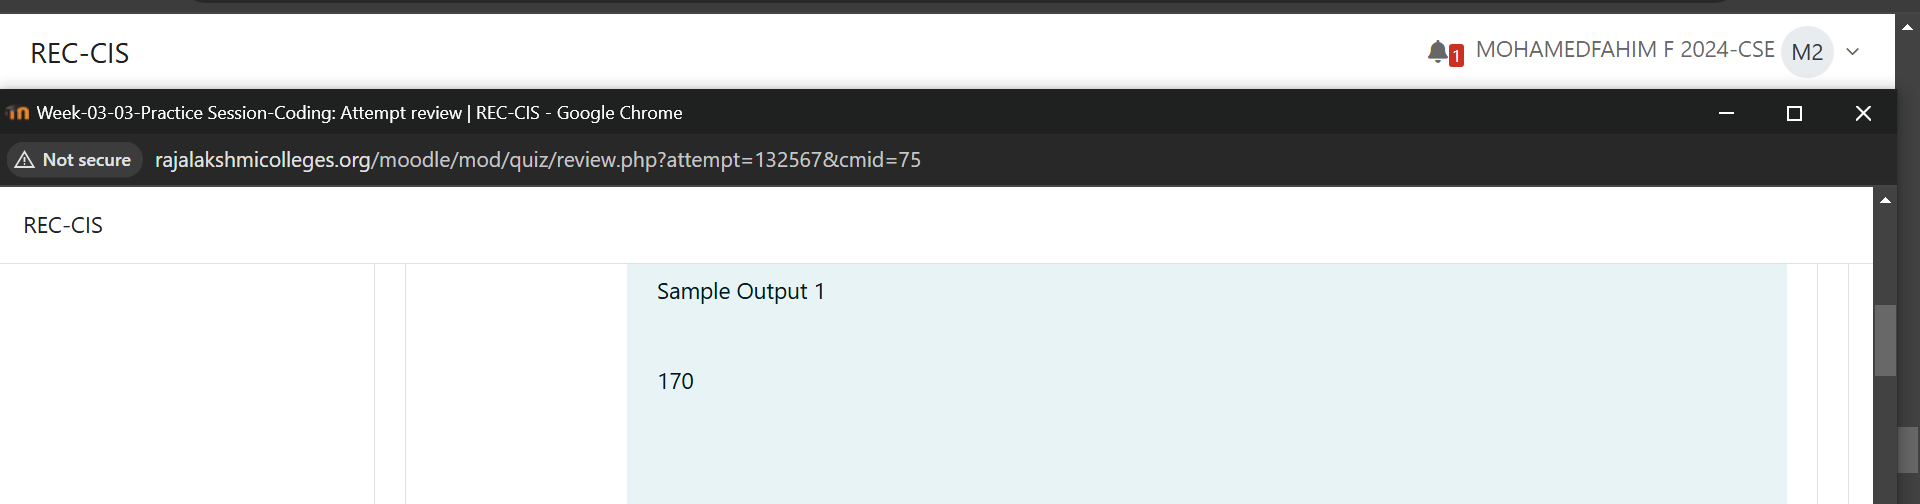 REC-CIS
1 MOHAMEDFAHIM F 2024-CSE M2
Week-03-03-Practice Session-Coding: Attempt review | REC-CIS - Google Chrome
Not secure rajalakshmicolleges.org/moodle/mod/quiz/review.php?attempt=132567&cmid=75
REC-CIS
Sample Output 1
170